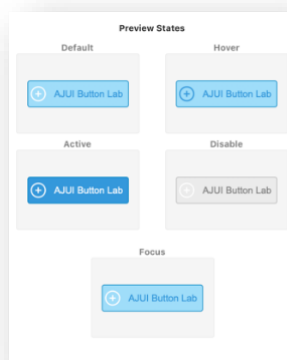 Preview States
Default
Hover
AJUI Button Lab
AJUI Button Lab
Active
Disable
AJUI Button Lab
AJUI Button Lab
Focus
AJUI Button Lab